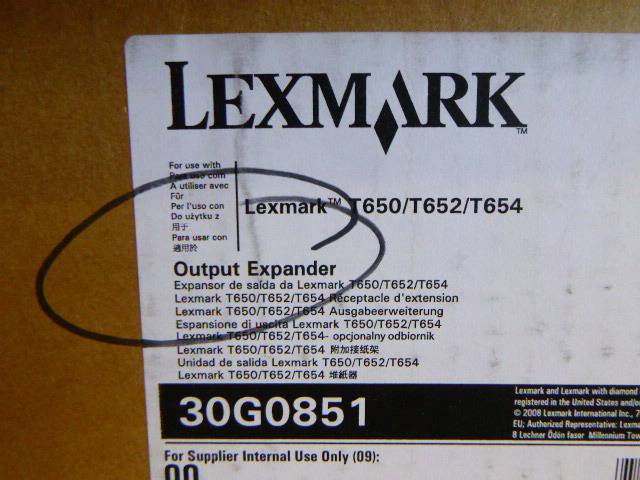 LEXMARK™
For use with
Para uso com
A utiliser avec
Für
Per l'uso con
Do użytku z
用于
Para usar con
適用於
Lexmark™ T650/T652/T654
Output Expander
Expansor de saída da Lexmark T650/T652/T654
Lexmark T650/T652/T654 Réceptacle d'extension
Lexmark T650/T652/T654 Ausgabeerweiterung
Espansione di uscita Lexmark T650/T652/T654
Lexmark T650/T652/T654- opcjonalny odbiornik
Lexmark T650/T652/T654 附加接纸架
Unidad de salida Lexmark T650/T652/T654
Lexmark T650/T652/T654 堆紙器
30G0851
Lexmark and Lexmark with diamond
registered in the United States and/o
© 2008 Lexmark International Inc., 7
EU; Authorized Representative: Lexma
8 Lechner Ödön fasor Millennium Tow
For Supplier Internal Use Only (09):
00